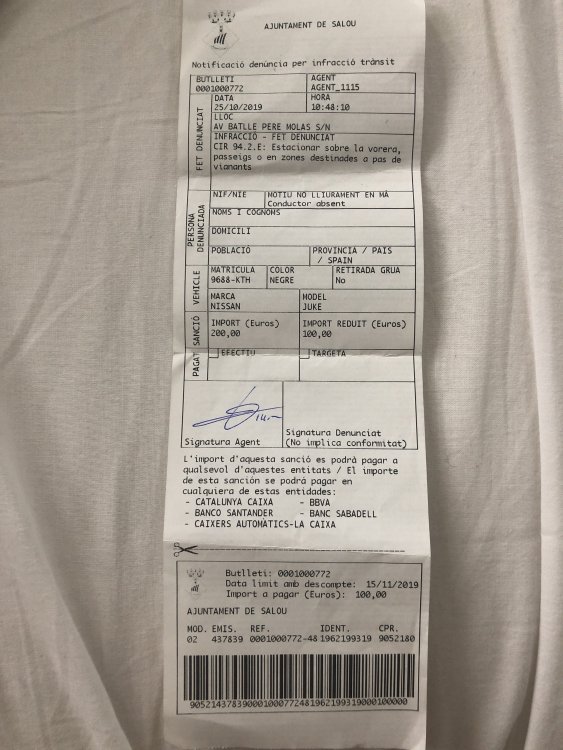 AJUNTAMENT DE SALOU
Notificació denúncia per infracció trànsit
BUTLLETI
0001000772
AGENT
AGENT_1115
FET DENUNCIAT
DATA
25/10/2019
HORA
10:48:10
LLOC
AV BATLLE PERE MOLAS S/N
INFRACCIÓ - FET DENUNCIAT
CIR 94.2.E: Estacionar sobre la vorera,
passeigs o en zones destinades a pas de
vianants
PERSONA DENUNCIADA
NIF/NIE
MOTIU NO LLIURAMENT EN MÀ
Conductor absent
NOMS I COGNOMS
DOMICILI
POBLACIÓ
PROVINCIA / PAIS
/ SPAIN
VEHICLE
MATRICULA
9688-KTH
COLOR
NEGRE
RETIRADA GRUA
No
MARCA
NISSAN
MODEL
JUKE
SANCIÓ
IMPORT (Euros)
200,00
IMPORT REDUIT (Euros)
100,00
PAGAT
EFECTIU
TARGETA
Signatura Agent
Signatura Denunciat
(No implica conformitat)
L'import d'aquesta sanció es podrà pagar a
qualsevol d'aquestes entitats / El importe
de esta sanción se podrá pagar en
cualquiera de estas entidades:
- CATALUNYA CAIXA - BBVA
- BANCO SANTANDER - BANC SABADELL
- CAIXERS AUTOMÀTICS-LA CAIXA
Butlleti: 0001000772
Data limit amb descompte: 15/11/2019
Import a pagar (Euros): 100,00
AJUNTAMENT DE SALOU
MOD. EMIS. REF. IDENT. CPR.
02 437839 0001000772-48 1962199319 9052180
90521437839000100077248196219931900010000​0